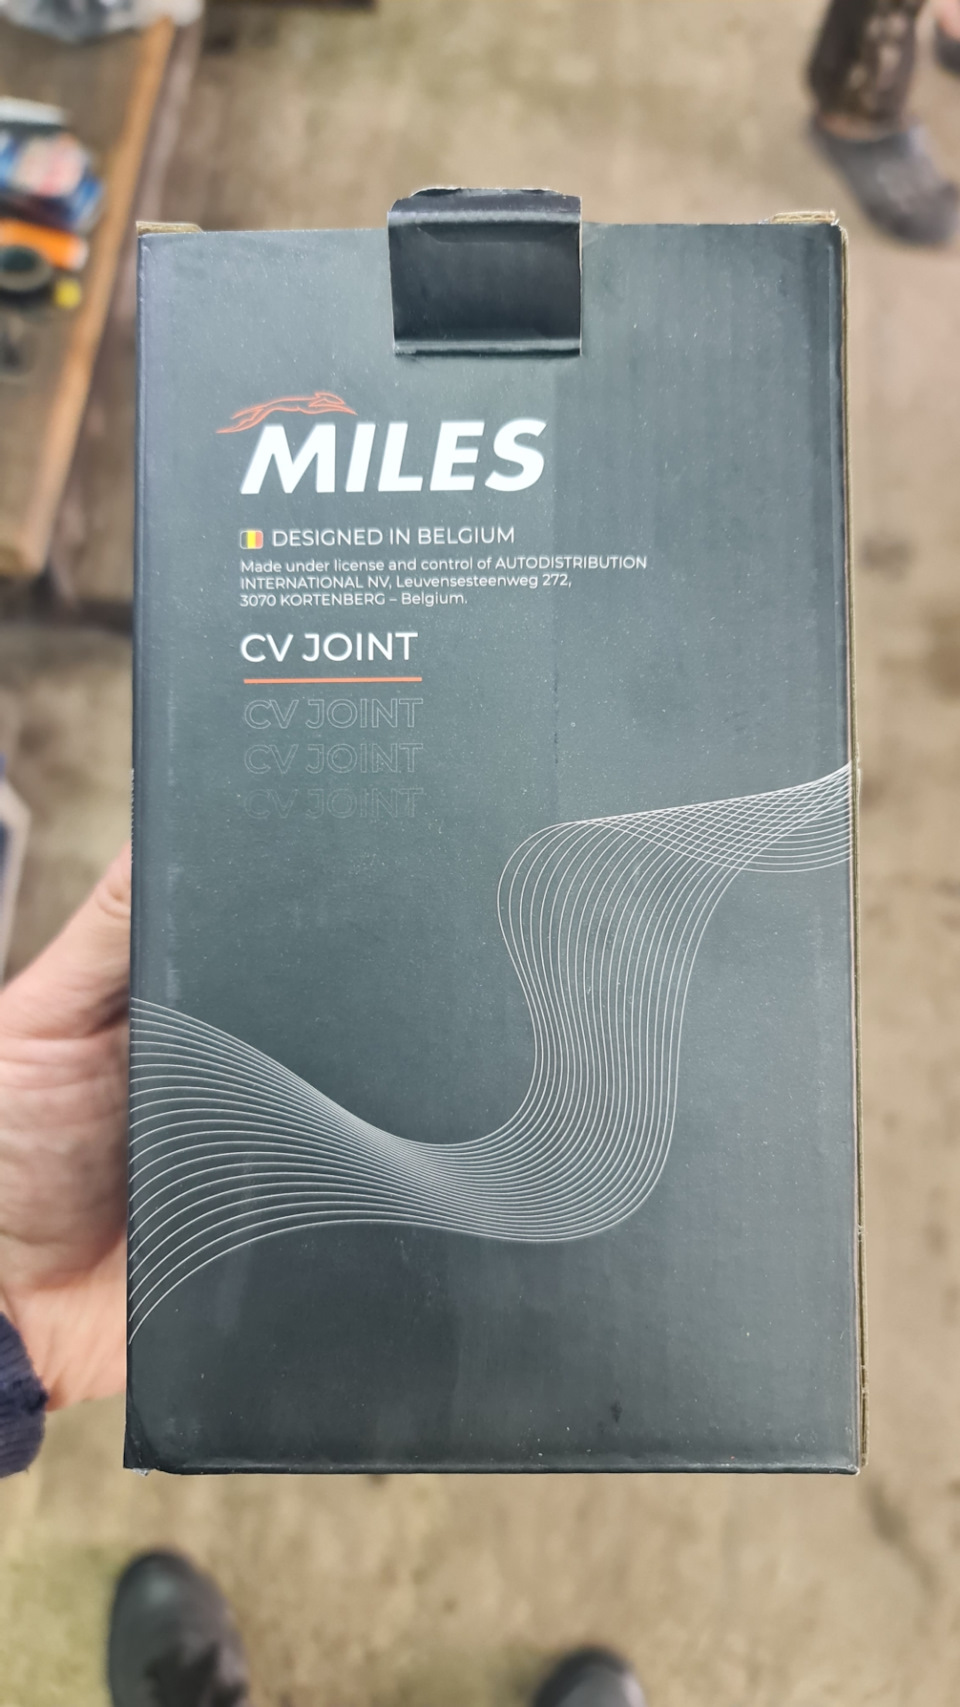 MILES
DESIGNED IN BELGIUM
Made under license and control of AUTODISTRIBUTION
INTERNATIONAL NV, Leuvensesteenweg 272,
3070 KORTENBERG – Belgium.
CV JOINT
CV JOINT
CV JOINT
CV JOINT